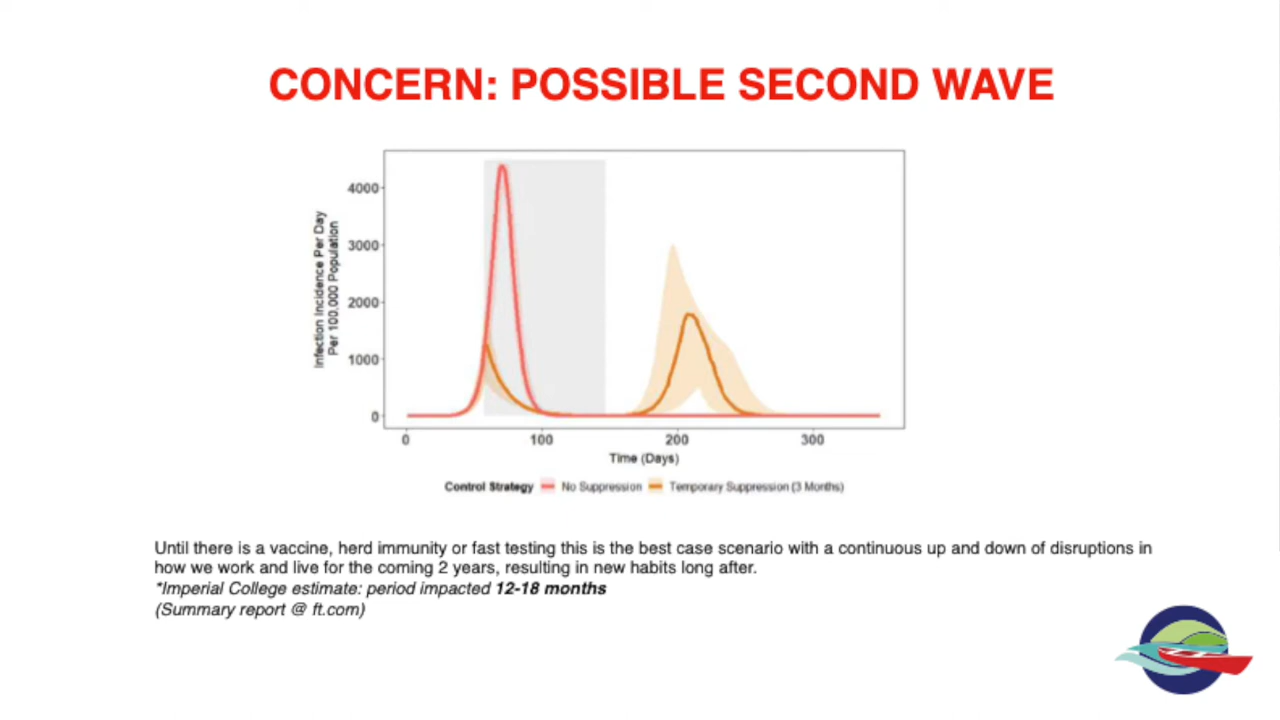 CONCERN: POSSIBLE SECOND WAVE
Infection Incidence Per Day
Per 100,000 Population
4000
3000
2000
1000
0
0 100 200 300
Time (Days)
Control Strategy No Suppression Temporary Suppression (3 Months)
Until there is a vaccine, herd immunity or fast testing this is the best case scenario with a continuous up and down of disruptions in
how we work and live for the coming 2 years, resulting in new habits long after.
*Imperial College estimate: period impacted 12-18 months
(Summary report @ ft.com)